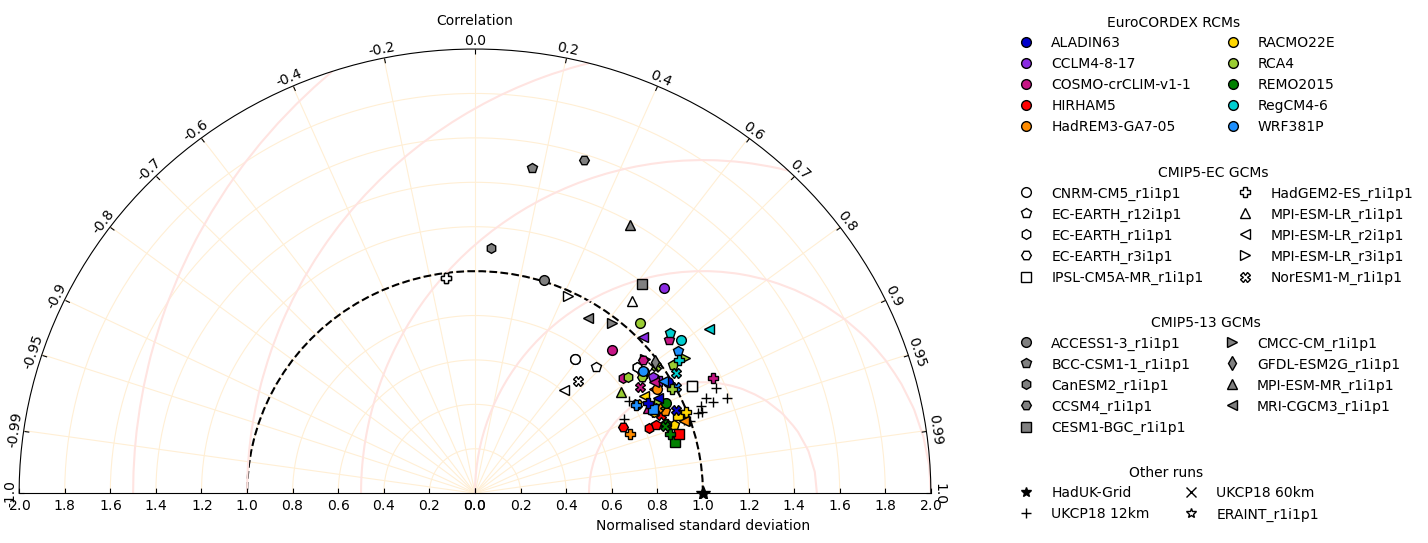 Correlation
-0.99
-0.95
-0.9
-0.8
-0.7
-0.6
-0.4
-0.2
0.0
0.2
0.4
0.6
0.7
0.8
0.9
0.95
0.99
1.0
1.0
2.0 1.8 1.6 1.4 1.2 1.0 0.8 0.6 0.4 0.2 0.0 0.2 0.4 0.6 0.8 1.0 1.2 1.4 1.6 1.8 2.0
Normalised standard deviation
EuroCORDEX RCMs
ALADIN63
CCLM4-8-17
COSMO-crCLIM-v1-1
HIRHAM5
HadREM3-GA7-05
RACMO22E
RCA4
REMO2015
RegCM4-6
WRF381P
CMIP5-EC GCMs
CNRM-CM5_r1i1p1
EC-EARTH_r12i1p1
EC-EARTH_r1i1p1
EC-EARTH_r3i1p1
IPSL-CM5A-MR_r1i1p1
HadGEM2-ES_r1i1p1
MPI-ESM-LR_r1i1p1
MPI-ESM-LR_r2i1p1
MPI-ESM-LR_r3i1p1
NorESM1-M_r1i1p1
CMIP5-13 GCMs
ACCESS1-3_r1i1p1
BCC-CSM1-1_r1i1p1
CanESM2_r1i1p1
CCSM4_r1i1p1
CESM1-BGC_r1i1p1
CMCC-CM_r1i1p1
GFDL-ESM2G_r1i1p1
MPI-ESM-MR_r1i1p1
MRI-CGCM3_r1i1p1
Other runs
HadUK-Grid
UKCP18 12km
UKCP18 60km
ERAINT_r1i1p1